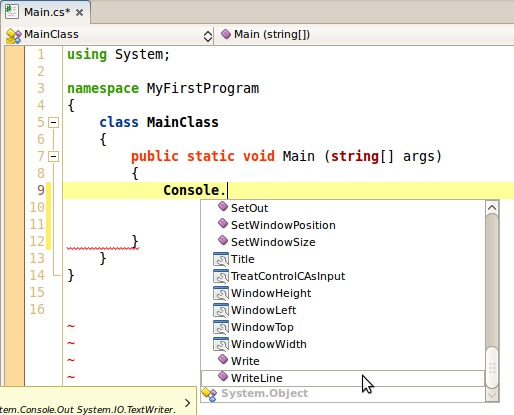 Main.cs*
MainClass
Main (string[])
1 using System;
2
3 namespace MyFirstProgram
4 {
5 class MainClass
6 {
7 public static void Main (string[] args)
8 {
9 Console.
10
11
12 }
13 }
14 }
15
16
~
~
~
~
SetOut
SetWindowPosition
SetWindowSize
Title
TreatControlCAsInput
WindowHeight
WindowLeft
WindowTop
WindowWidth
Write
WriteLine
System.Object
tem.Console.Out System.IO.TextWriter.